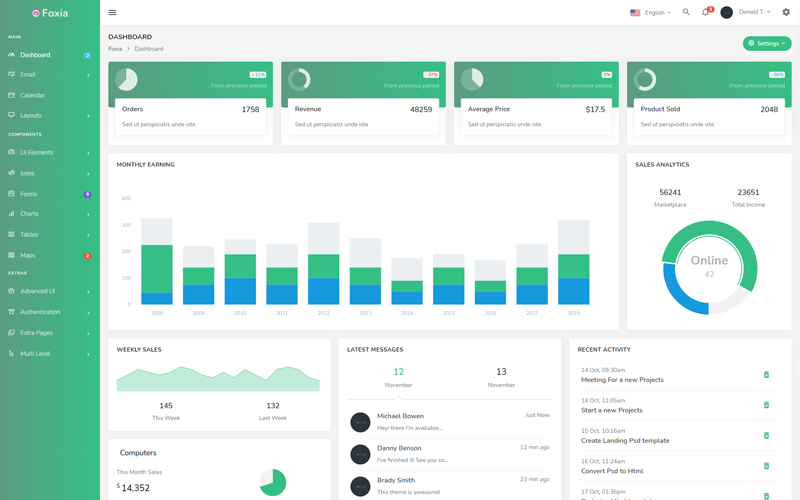 Foxia
English
3
Donald T.
MAIN
Dashboard
2
Email
Calendar
Layouts
COMPONENTS
UI Elements
Icons
Forms
8
Charts
Tables
Maps
2
EXTRAS
Advanced UI
Authentication
Extra Pages
Multi Level
DASHBOARD
Foxia > Dashboard
Settings
From previous period
Orders 1758
Sed ut perspiciatis unde iste
From previous period
Revenue 48259
Sed ut perspiciatis unde iste
From previous period
Average Price $17.5
Sed ut perspiciatis unde iste
From previous period
Product Sold 2048
Sed ut perspiciatis unde iste
MONTHLY EARNING
400
300
200
100
0
2008 2009 2010 2011 2012 2013 2014 2015 2016 2017 2018
SALES ANALYTICS
56241 23651
Marketplace Total Income
Online
42
WEEKLY SALES
145 132
This Week Last Week
Computers
This Month Sales
$ 14,352
LATEST MESSAGES
12 13
November November
Michael Bowen Just Now
Hey! there I'm available...
Danny Benson 12 min ago
I've finished it! See you so...
Brady Smith 23 min ago
This theme is awesome!
RECENT ACTIVITY
14 Oct, 09:30am
Meeting For a new Projects
14 Oct, 11:05am
Start a new Projects
15 Oct, 10:16am
Create Landing Psd template
16 Oct, 11:24am
Convert Psd to Html
17 Oct, 01:36pm